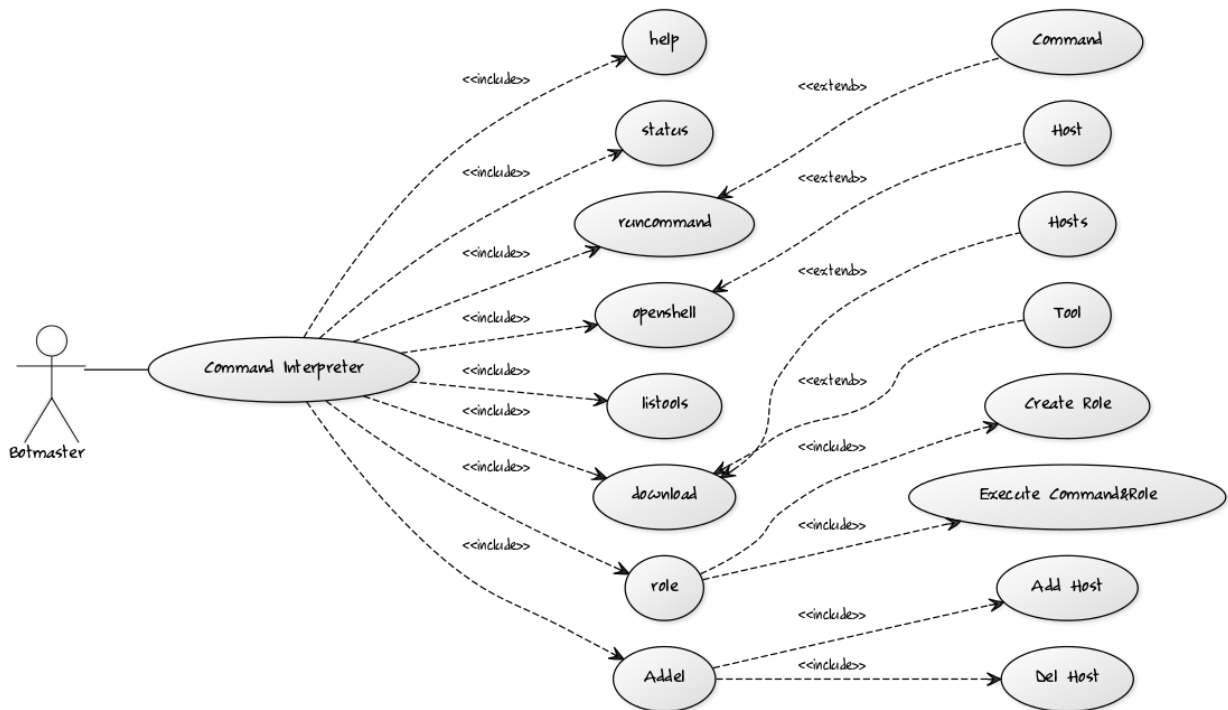 help
Command
<<include>>
<<extend>>
status
Host
<<include>>
<<extend>>
runcommand
Hosts
<<include>>
<<extend>>
openshell
Tool
<<include>>
Command Interpreter
<<include>>
<<extend>>
listools
Create Role
<<include>>
<<include>>
Botmaster
download
Execute Command&Role
<<include>>
<<include>>
<<include>>
role
Add Host
<<include>>
<<include>>
Addel
Del Host